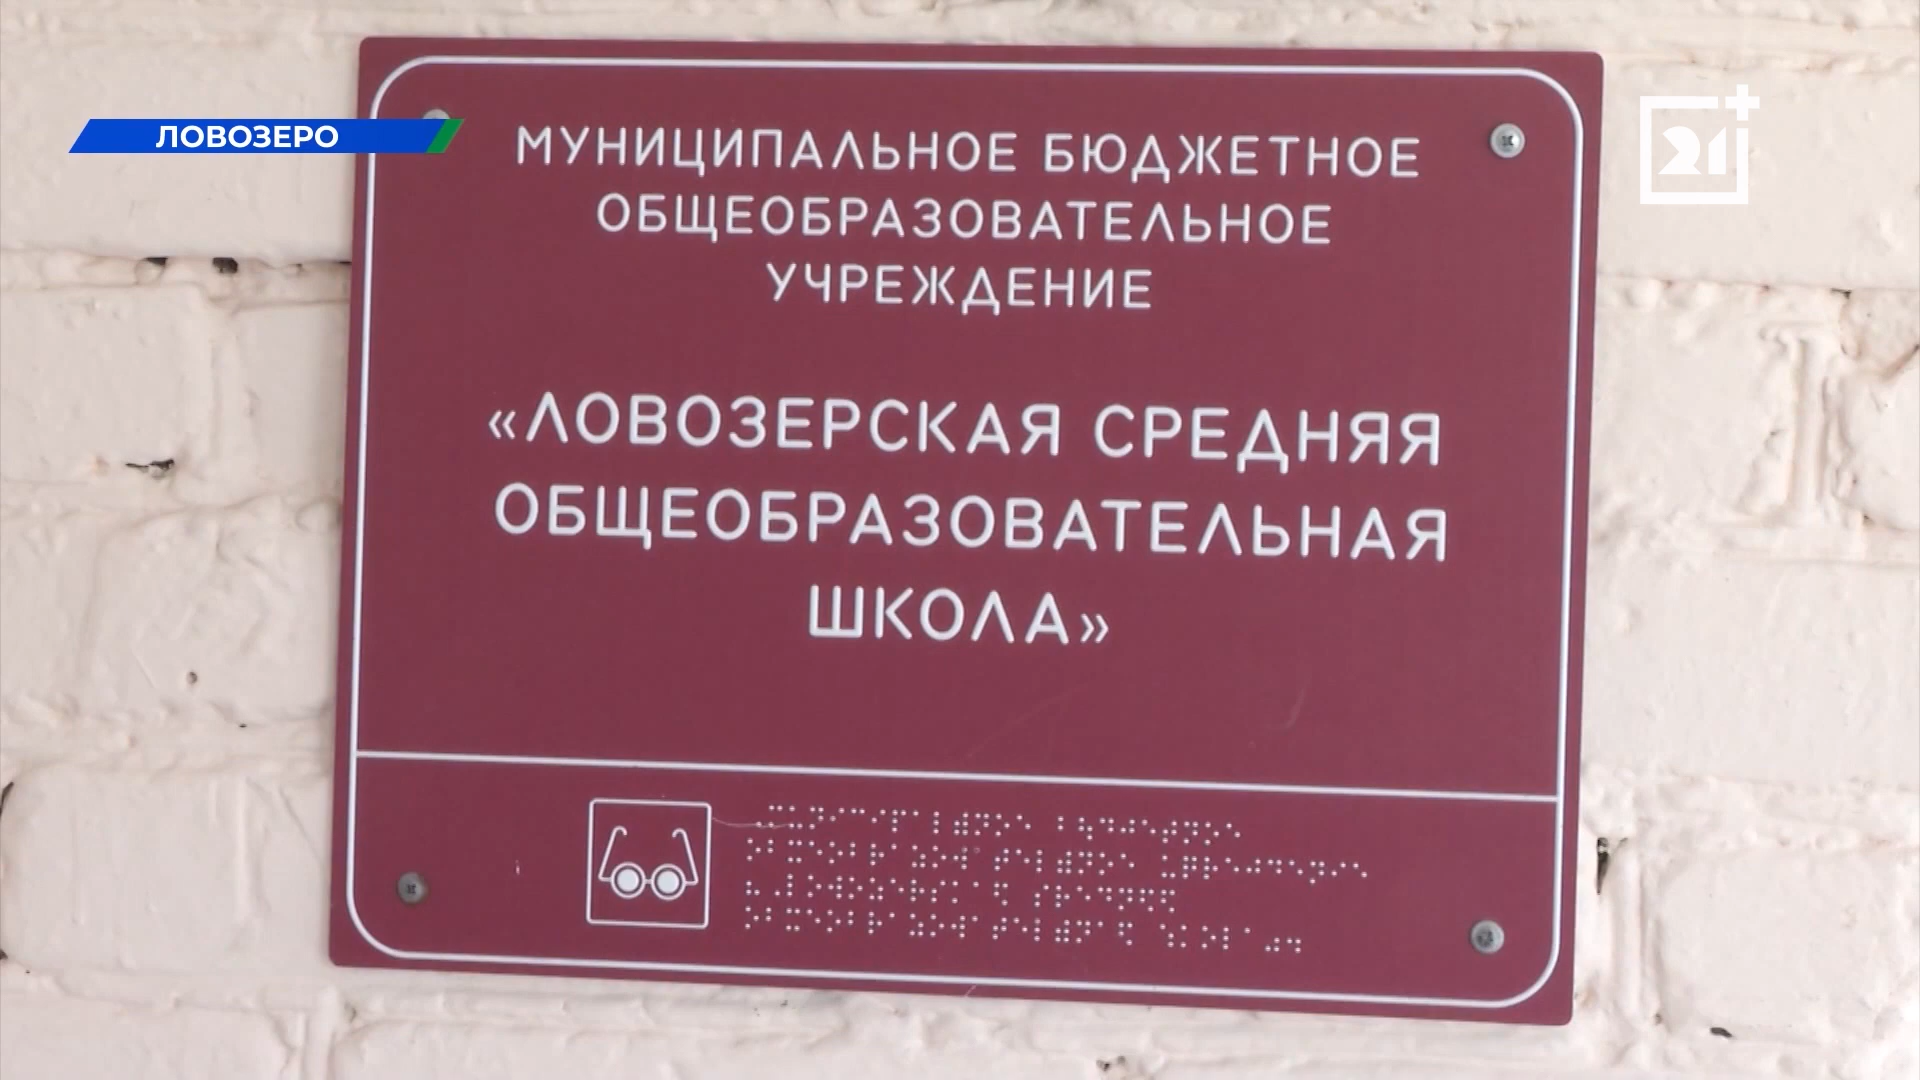 ЛОВОЗЕРО
21+
МУНИЦИПАЛЬНОЕ БЮДЖЕТНОЕ
ОБЩЕОБРАЗОВАТЕЛЬНОЕ
УЧРЕЖДЕНИЕ
«ЛОВОЗЕРСКАЯ СРЕДНЯЯ
ОБЩЕОБРАЗОВАТЕЛЬНАЯ
ШКОЛА»